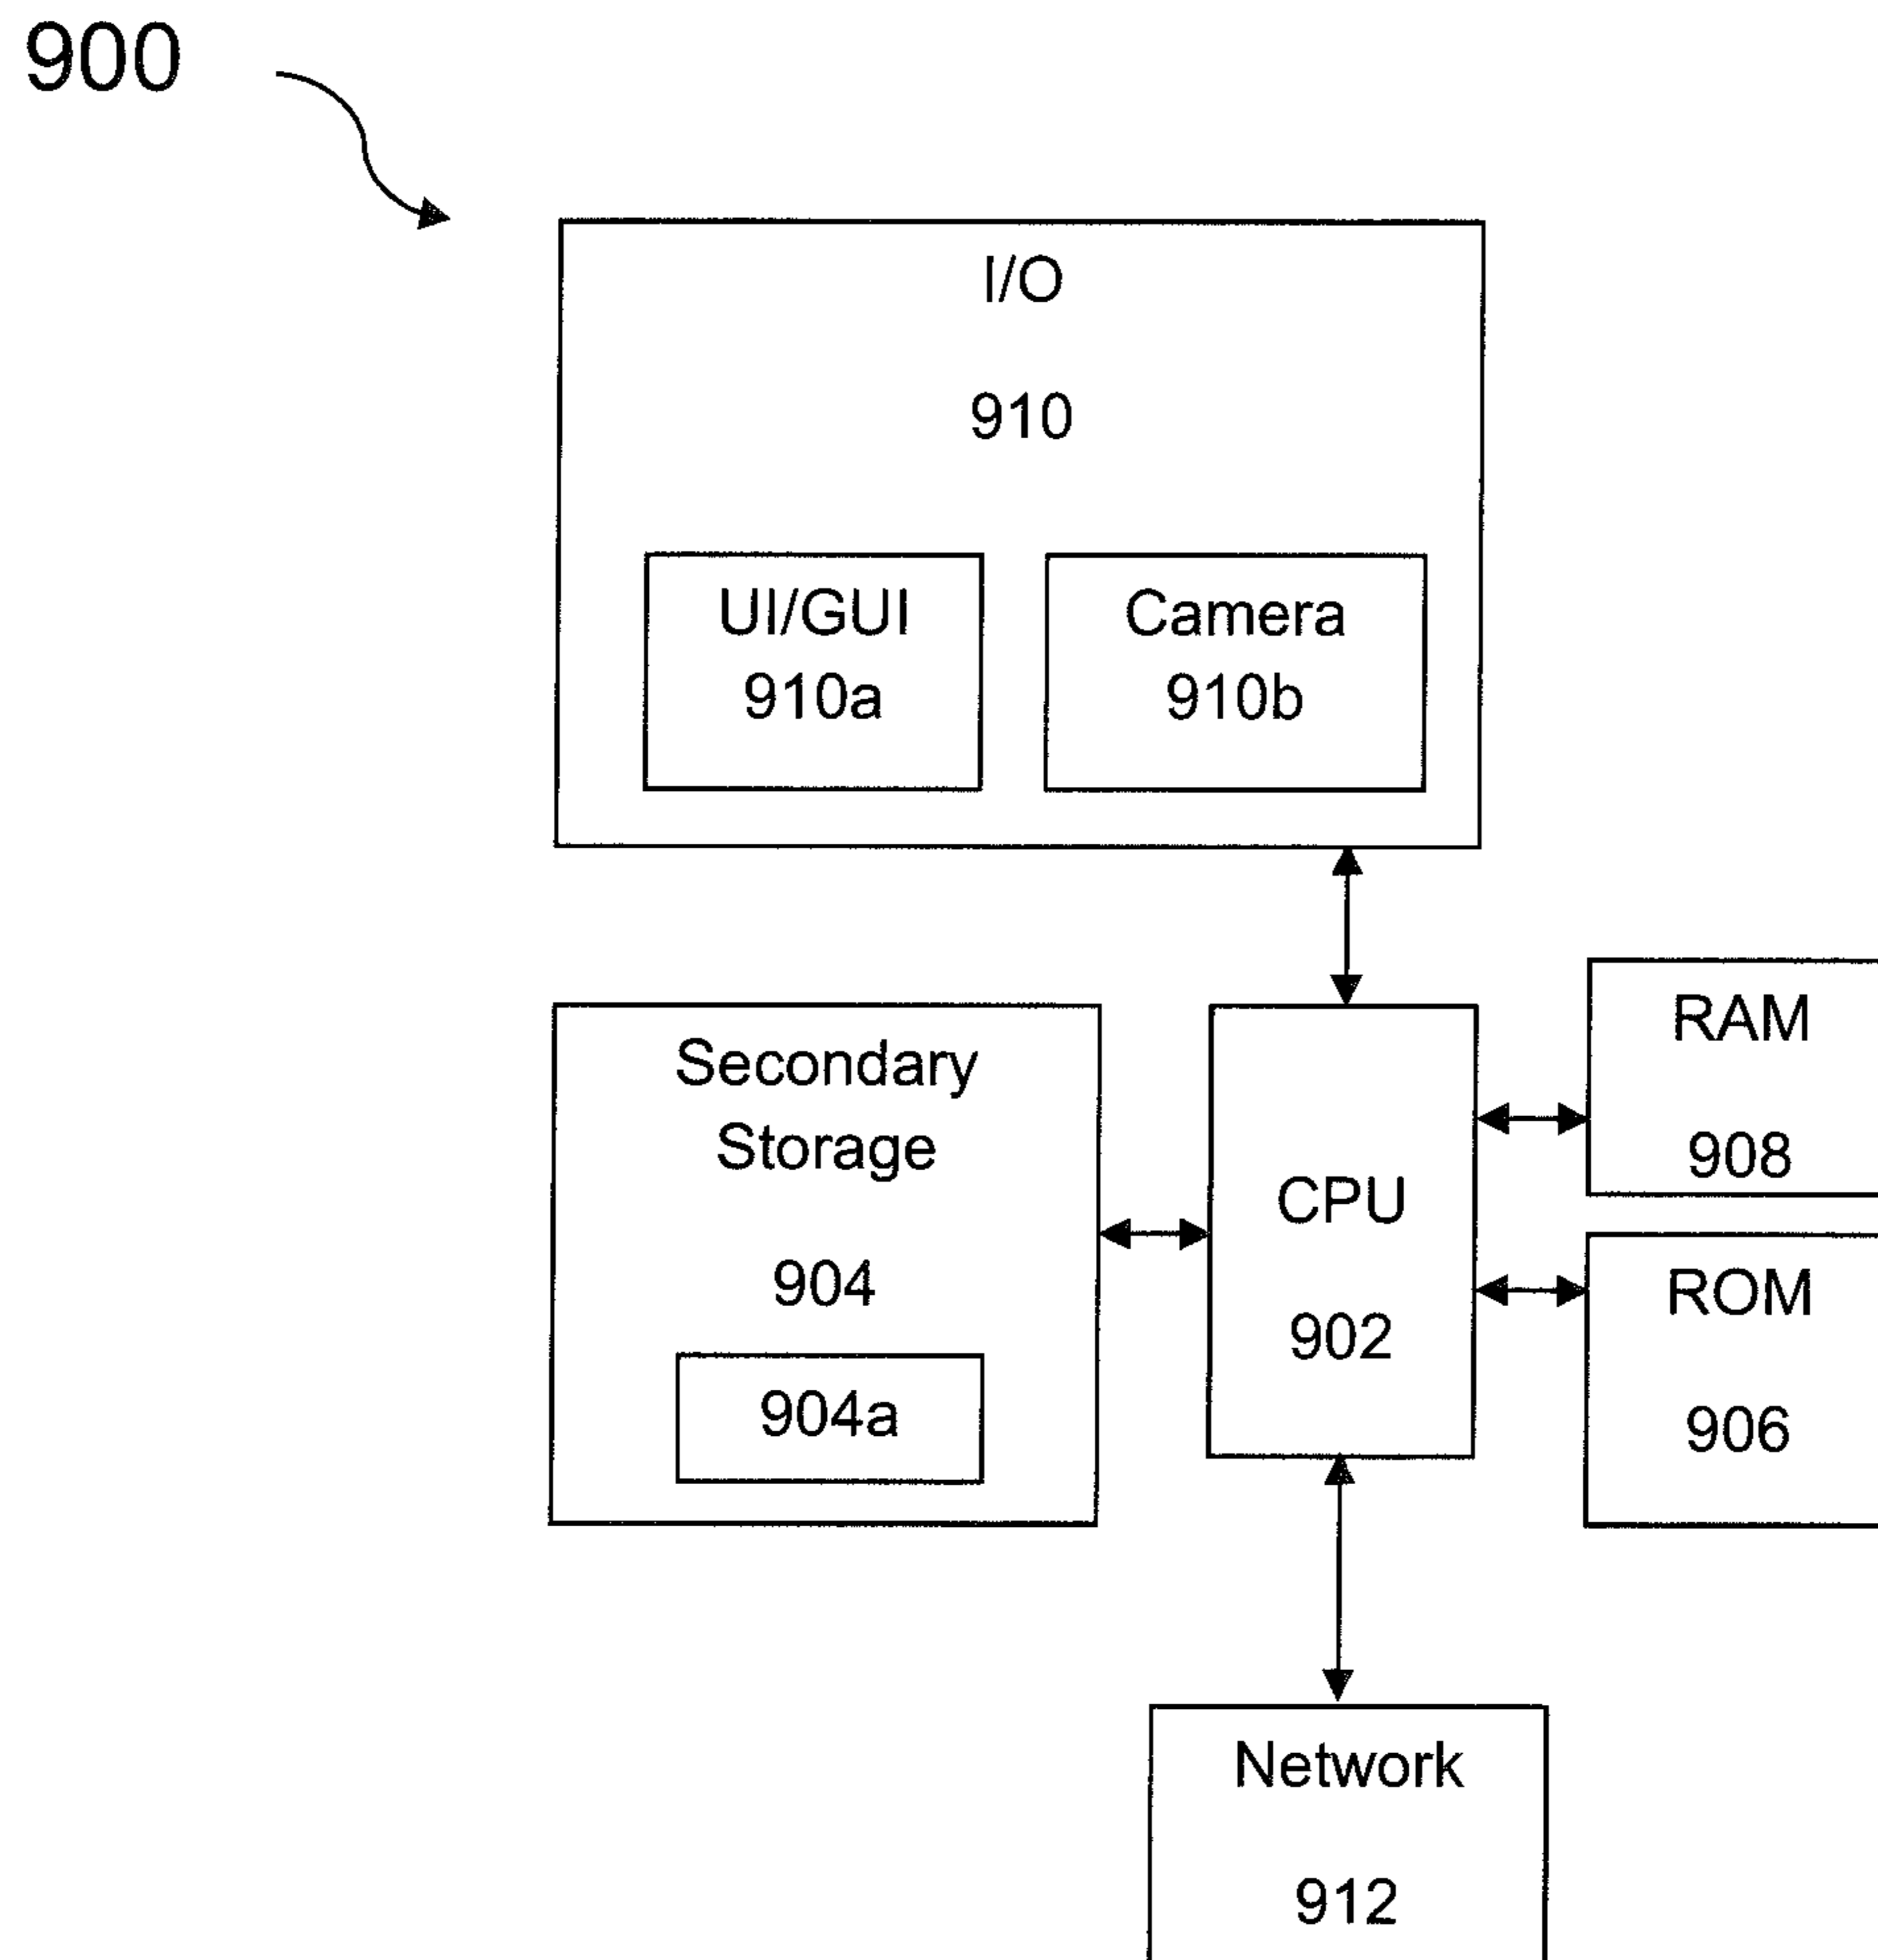 900
I/O
910
UI/GUI
910a
Camera
910b
Secondary
Storage
904
904a
CPU
902
RAM
908
ROM
906
Network
912